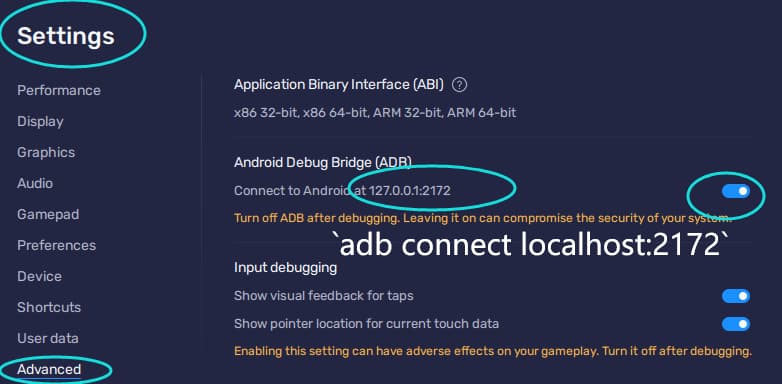 Settings
Performance
Display
Graphics
Audio
Gamepad
Preferences
Device
Shortcuts
User data
Advanced
Application Binary Interface (ABI) ?
x86 32-bit, x86 64-bit, ARM 32-bit, ARM 64-bit
Android Debug Bridge (ADB)
Connect to Android at 127.0.0.1:2172
Turn off ADB after debugging. Leaving it on can compromise the security of your system.
`adb connect localhost:2172`
Input debugging
Show visual feedback for taps
Show pointer location for current touch data
Enabling this setting can have adverse effects on your gameplay. Turn it off after debugging.